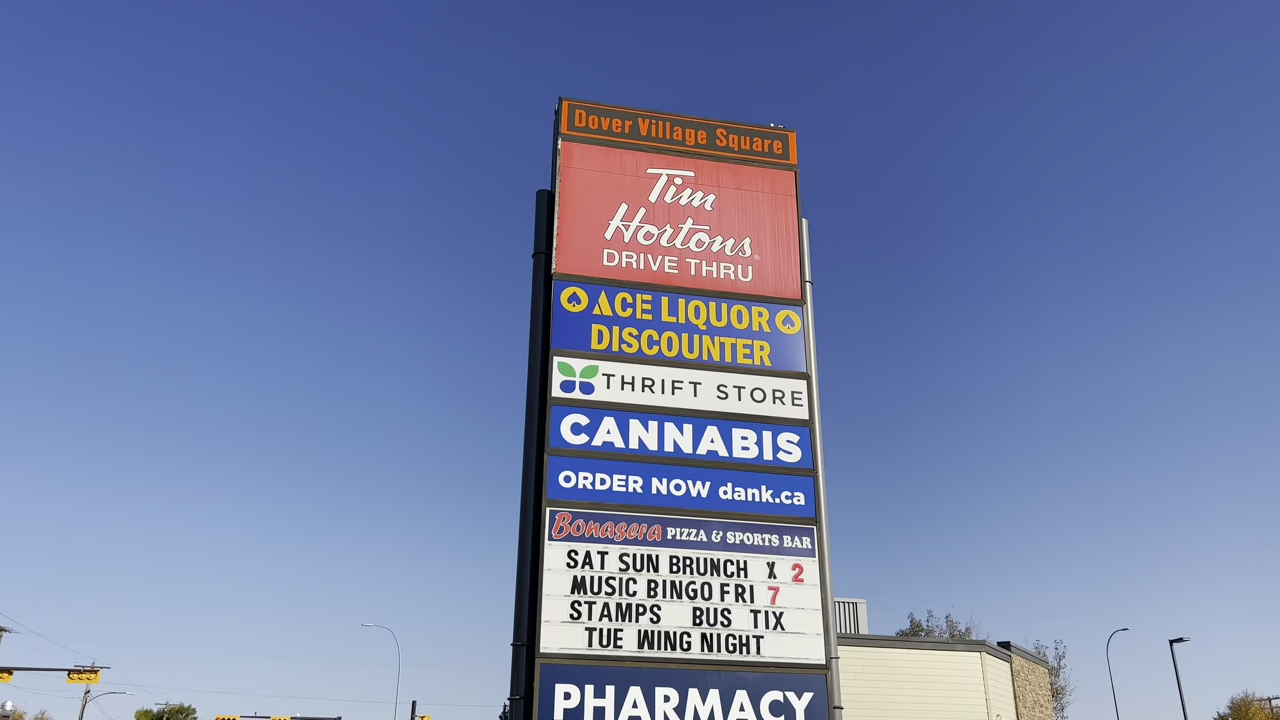 Dover Village Square
Tim
Hortons
DRIVE THRU
ACE LIQUOR
DISCOUNTER
THRIFT STORE
CANNABIS
ORDER NOW dank.ca
Bonasera PIZZA & SPORTS BAR
SAT SUN BRUNCH X 2
MUSIC BINGO FRI 7
STAMPS BUS TIX
TUE WING NIGHT
PHARMACY